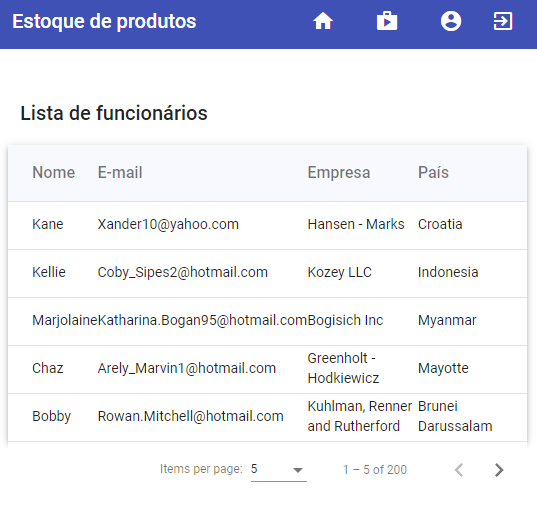 Estoque de produtos
Lista de funcionários
Nome E-mail Empresa País
Kane Xander10@yahoo.com Hansen - Marks Croatia
Kellie Coby_Sipes2@hotmail.com Kozey LLC Indonesia
Marjolaine Katharina.Bogan95@hotmail.com Bogisich Inc Myanmar
Chaz Arely_Marvin1@hotmail.com Greenholt -
Hodkiewicz Mayotte
Bobby Rowan.Mitchell@hotmail.com Kuhlman, Renner
and Rutherford Brunei
Darussalam
Items per page: 5 1 – 5 of 200